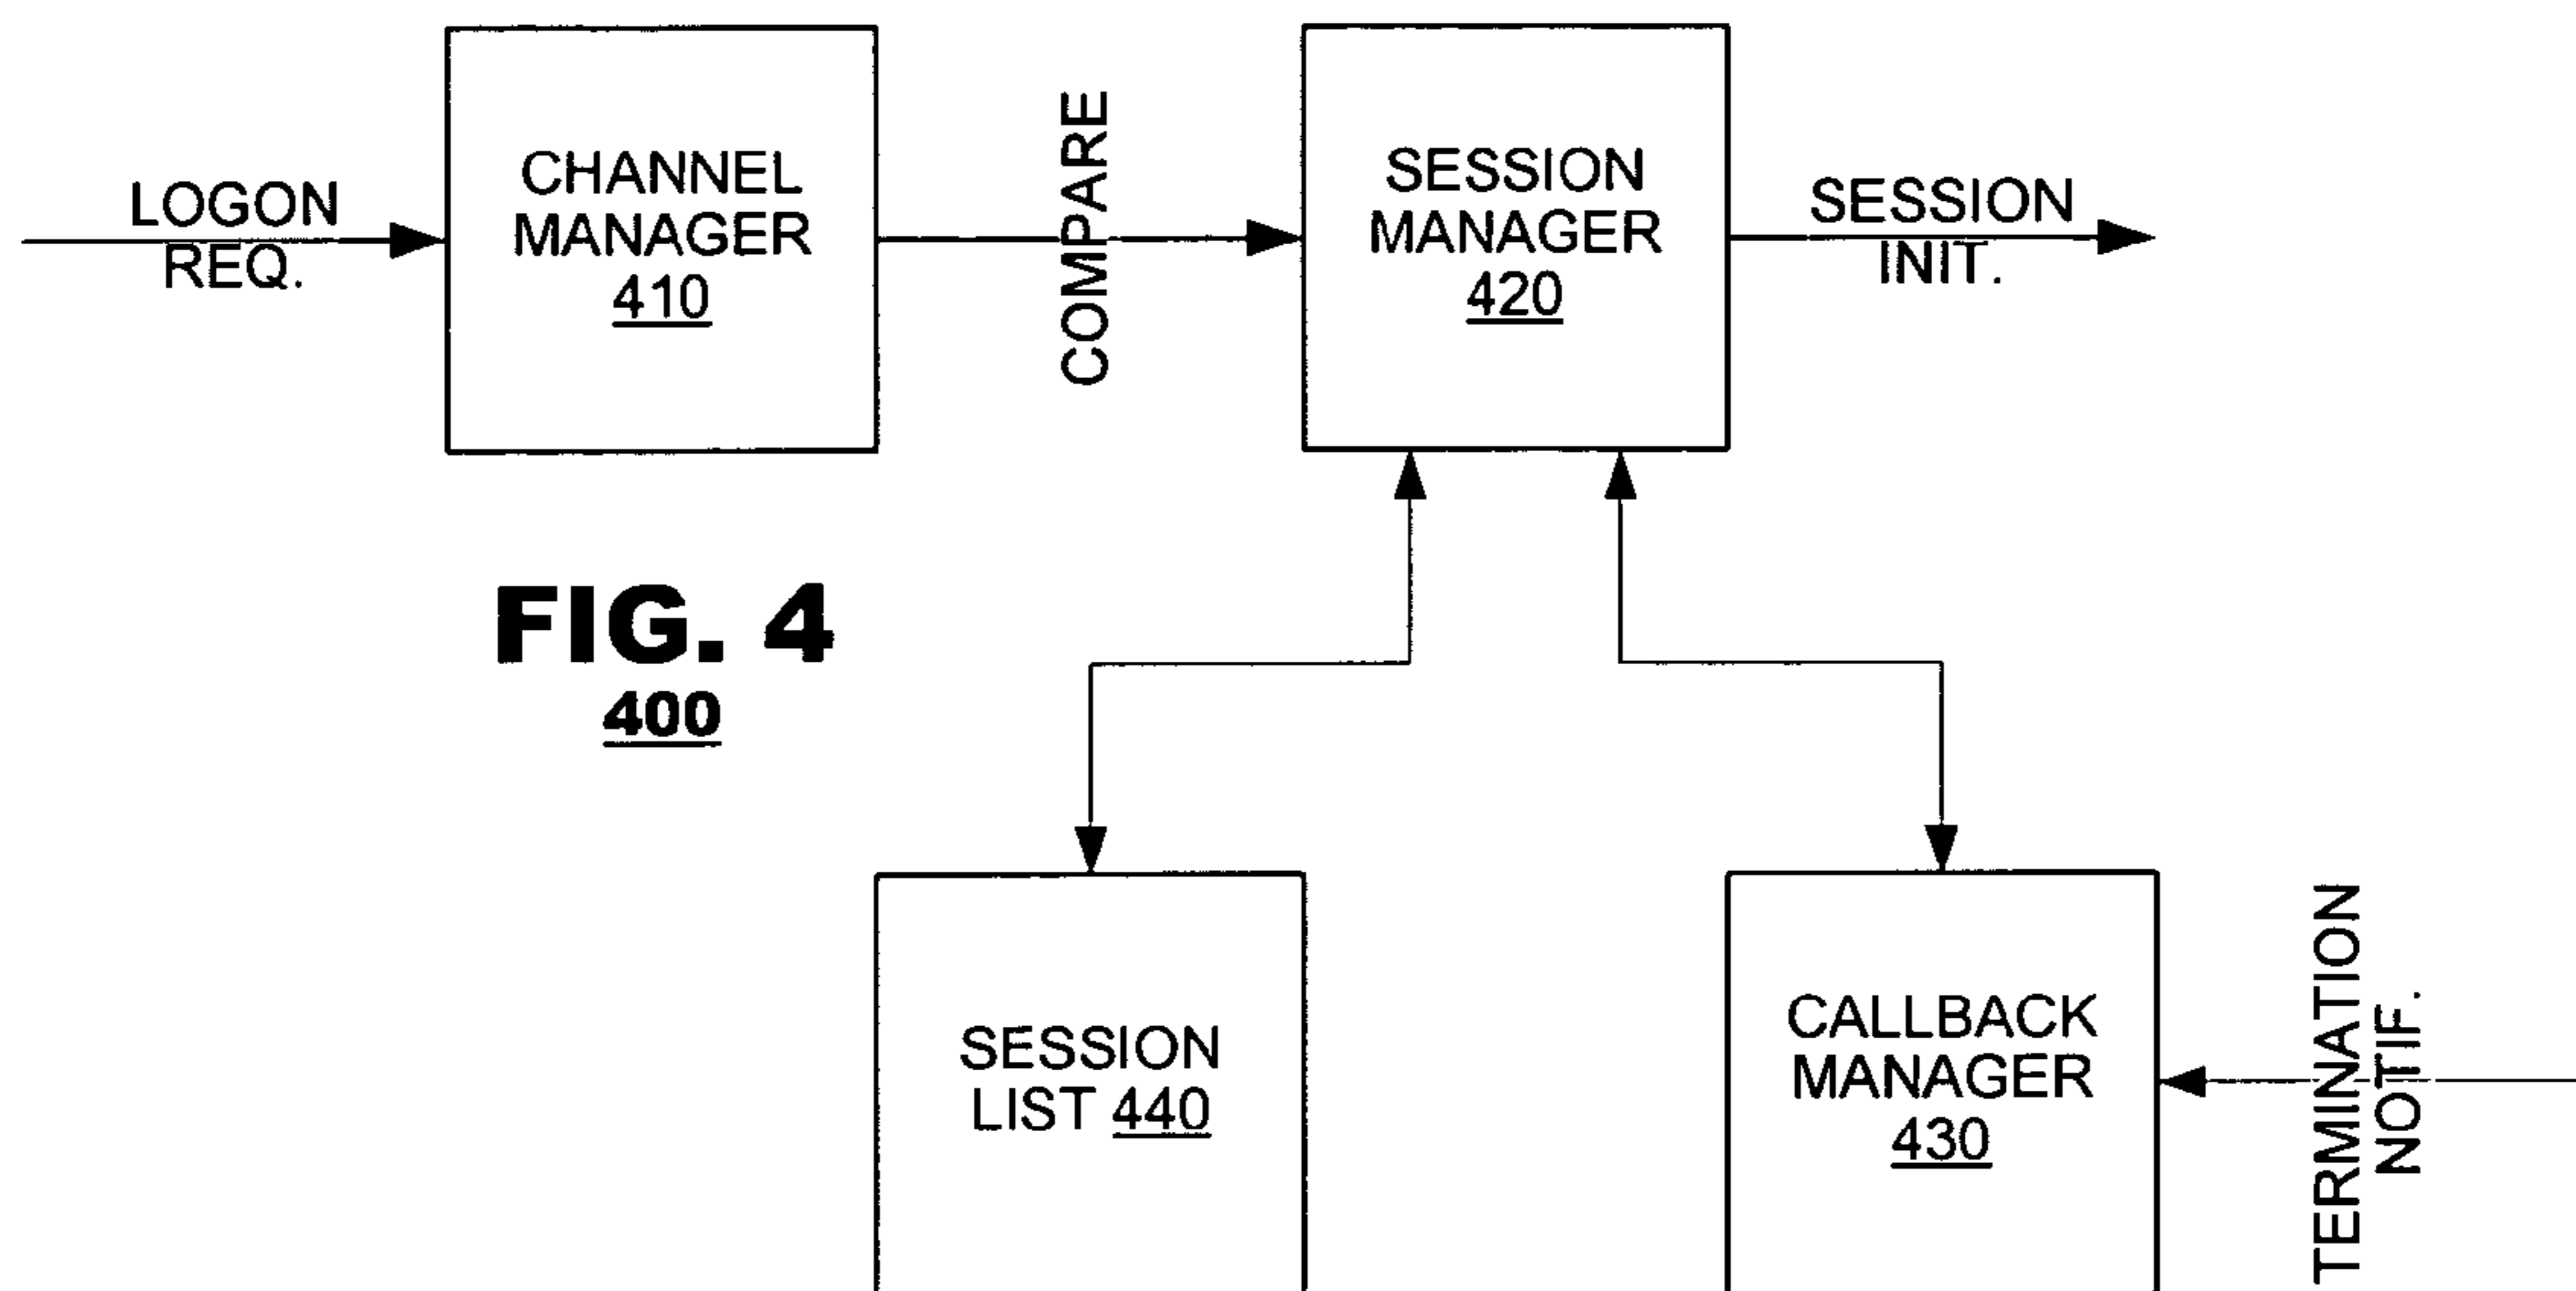 LOGON
REQ.
CHANNEL
MANAGER
410
COMPARE
SESSION
MANAGER
420
SESSION
INIT.
FIG. 4
400
SESSION
LIST 440
CALLBACK
MANAGER
430
TERMINATION
NOTIF.